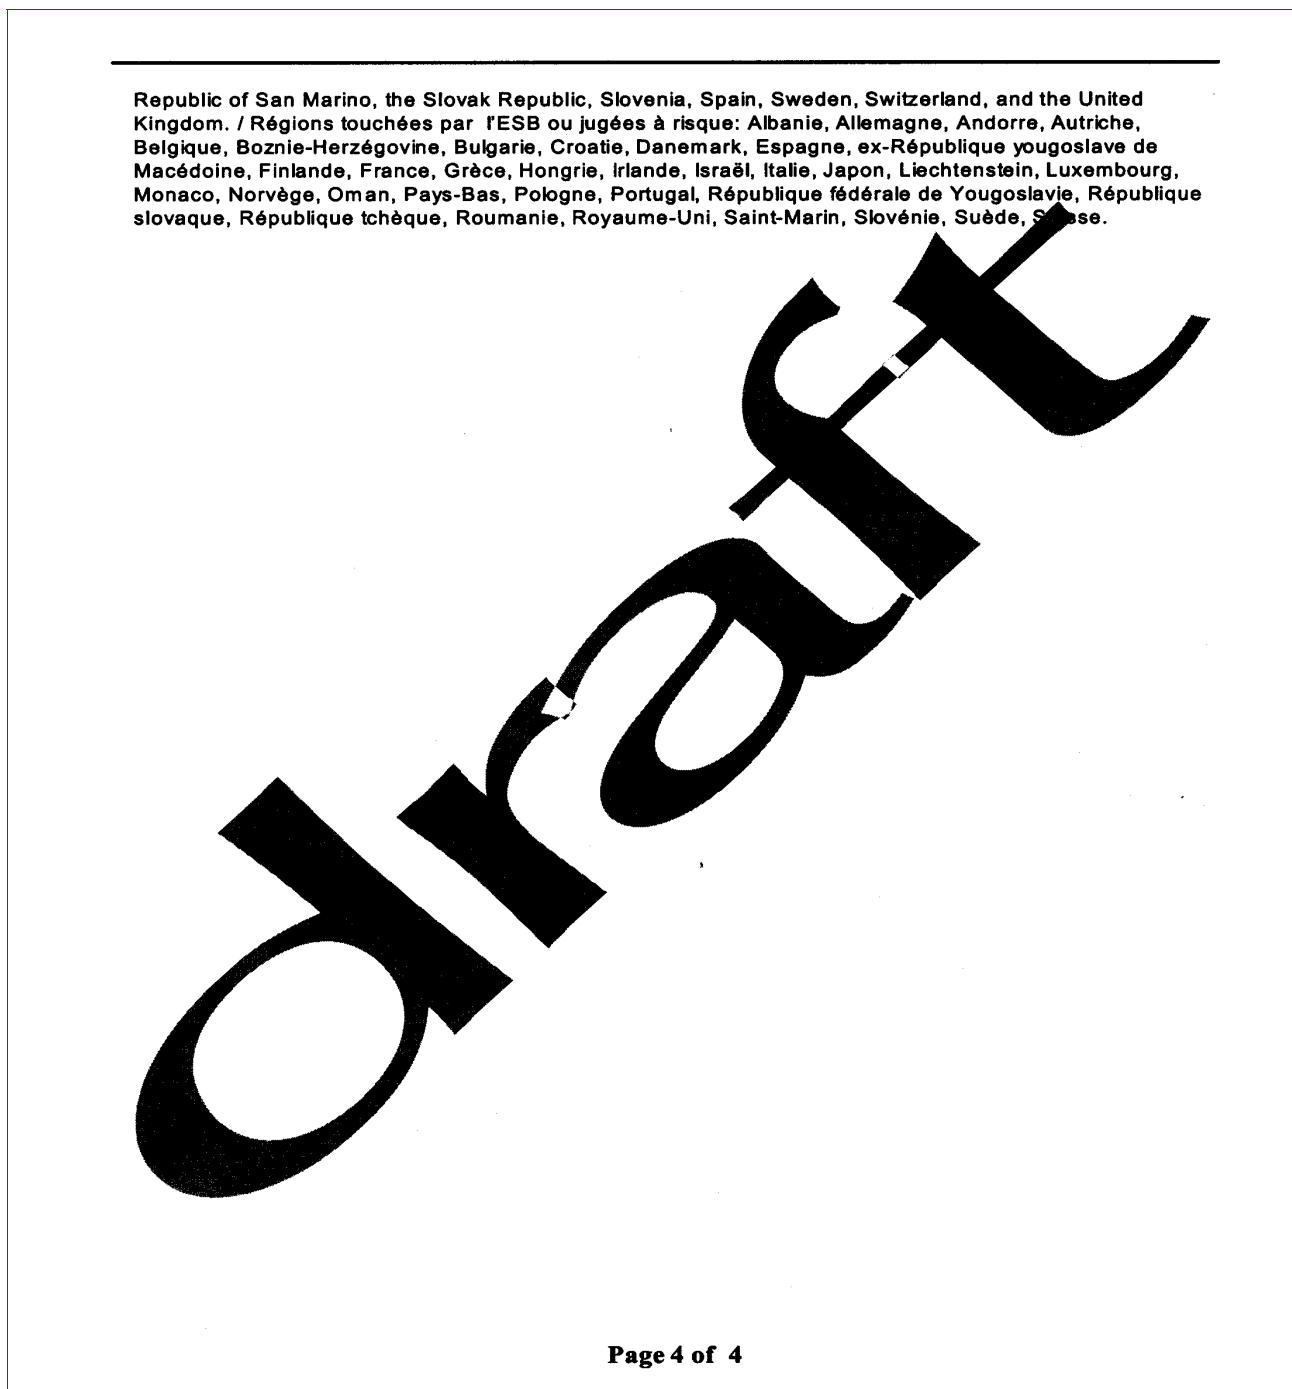 Republic of San Marino, the Slovak Republic, Slovenia, Spain, Sweden, Switzerland, and the United
Kingdom. / Régions touchées par l'ESB ou jugées à risque: Albanie, Allemagne, Andorre, Autriche,
Belgique, Boznie-Herzégovine, Bulgarie, Croatie, Danemark, Espagne, ex-République yougoslave de
Macédoine, Finlande, France, Grèce, Hongrie, Irlande, Israël, Italie, Japon, Liechtenstein, Luxembourg,
Monaco, Norvège, Oman, Pays-Bas, Pologne, Portugal, République fédérale de Yougoslavie, République
slovaque, République tchèque, Roumanie, Royaume-Uni, Saint-Marin, Slovénie, Suède, Suisse.
draft
Page 4 of 4